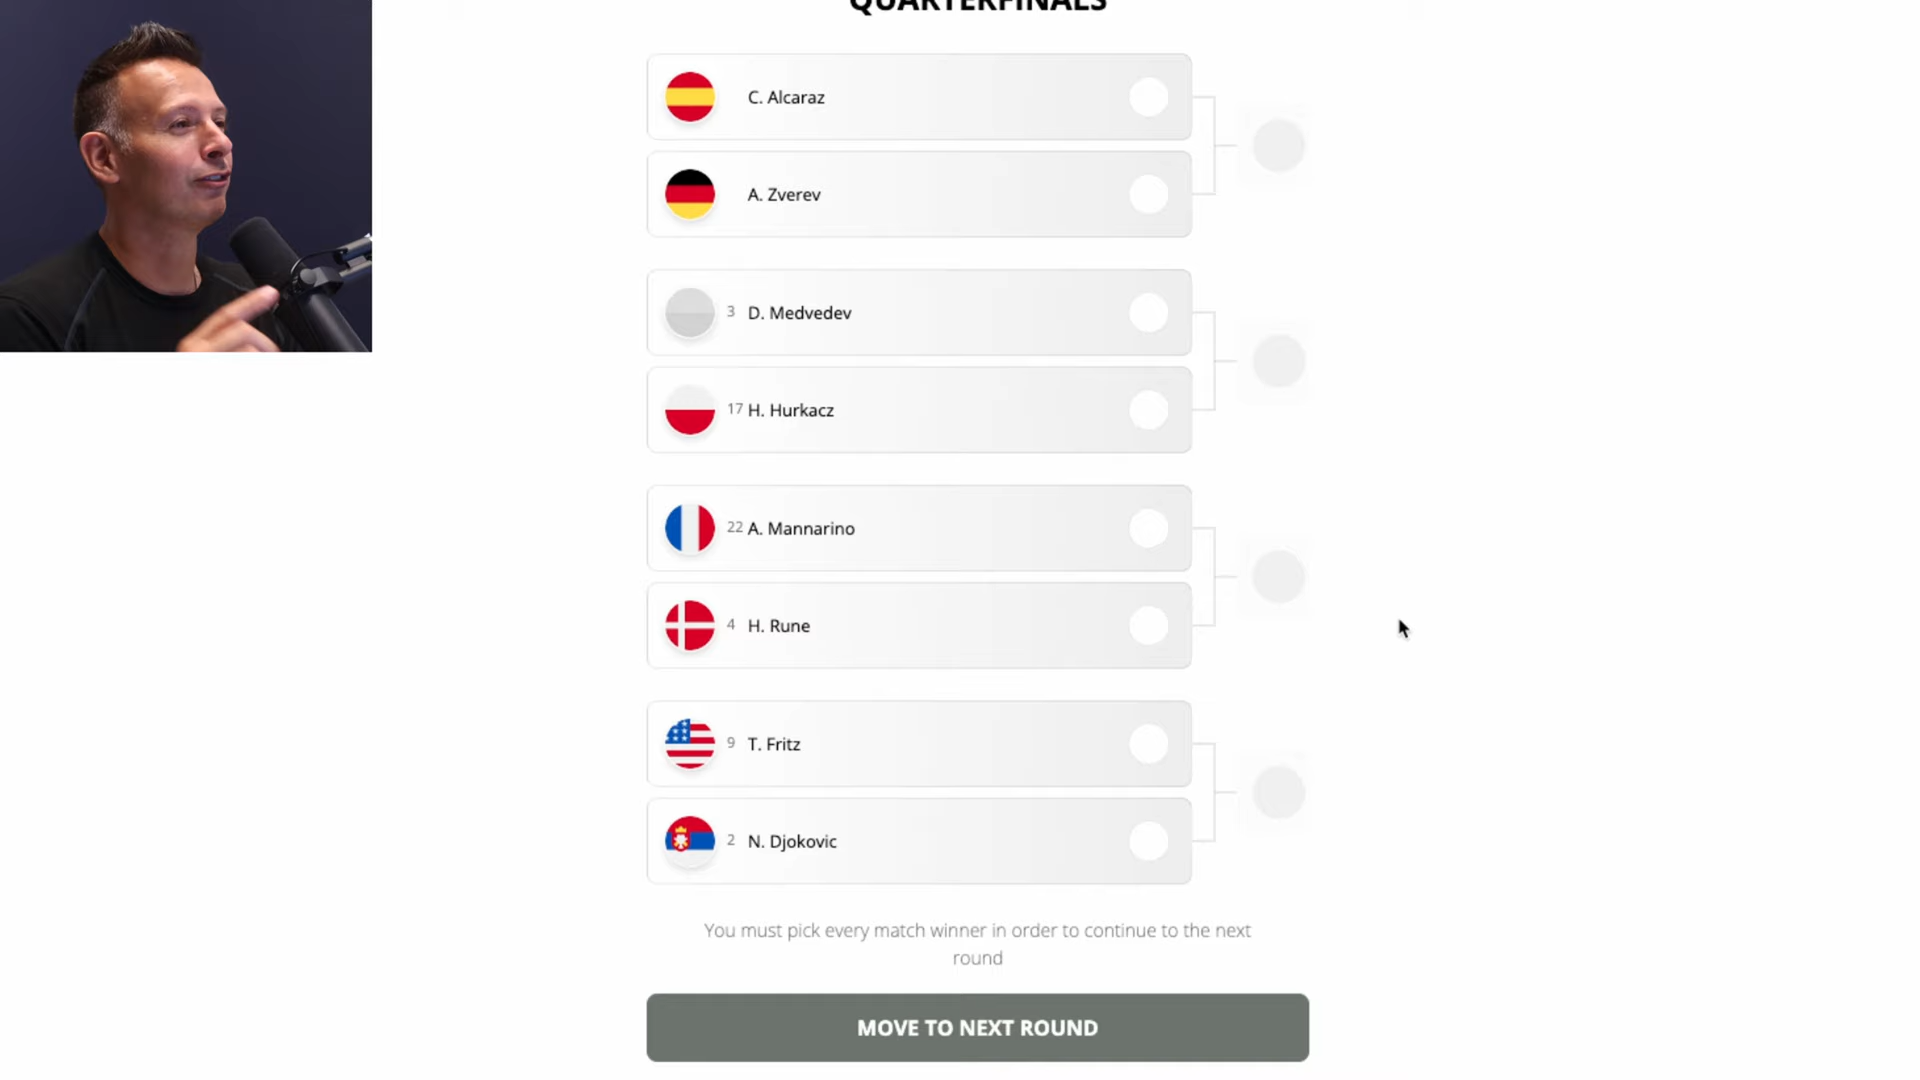 QUARTERFINALS
C. Alcaraz
A. Zverev
3 D. Medvedev
17 H. Hurkacz
22 A. Mannarino
4 H. Rune
9 T. Fritz
2 N. Djokovic
You must pick every match winner in order to continue to the next
round
MOVE TO NEXT ROUND